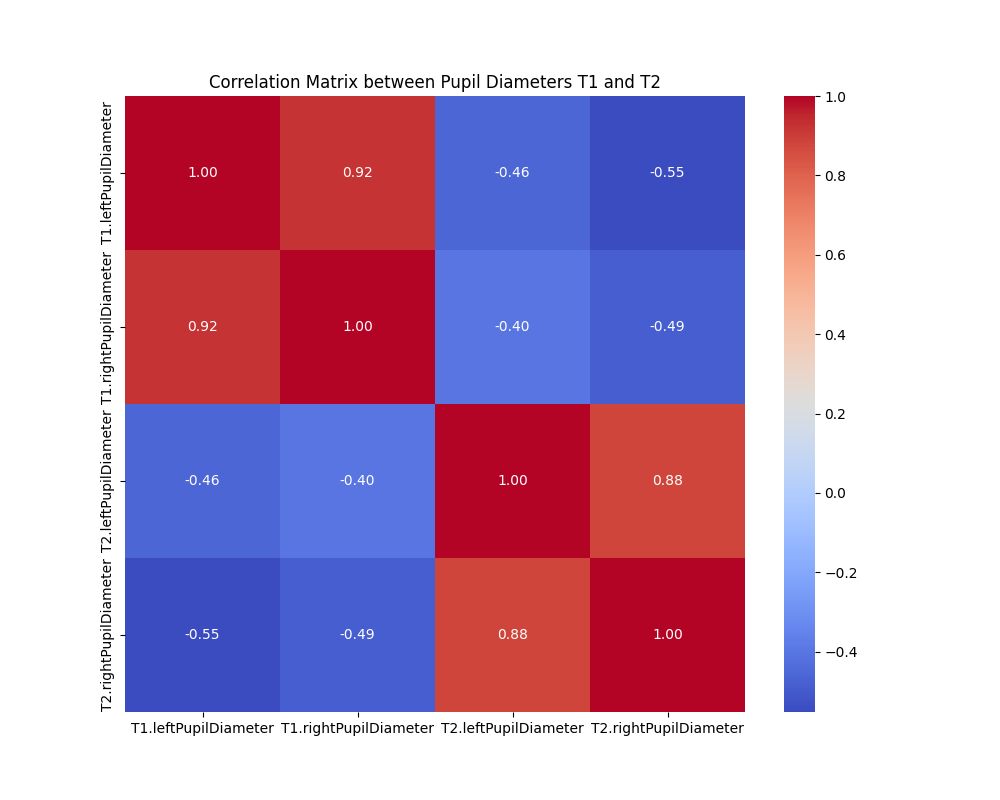 Correlation Matrix between Pupil Diameters T1 and T2
T1.leftPupilDiameter
1.00 0.92 -0.46 -0.55
T1.rightPupilDiameter
0.92 1.00 -0.40 -0.49
T2.leftPupilDiameter
-0.46 -0.40 1.00 0.88
T2.rightPupilDiameter
-0.55 -0.49 0.88 1.00
T1.leftPupilDiameter T1.rightPupilDiameter T2.leftPupilDiameter T2.rightPupilDiameter
1.0
0.8
0.6
0.4
0.2
0.0
−0.2
−0.4